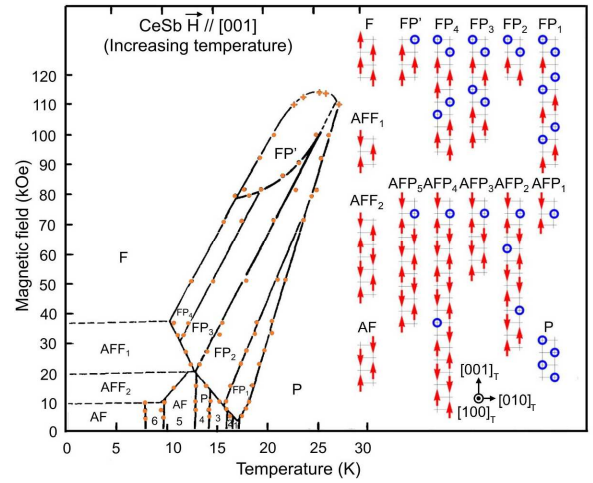 CeSb H // [001]
(Increasing temperature)
F FP' FP4 FP3 FP2 FP1
120
110
100
90
80
70
60
50
40
30
20
10
0
Magnetic field (kOe)
AFF1
FP'
AFF2
AFP5 AFP4 AFP3 AFP2 AFP1
F
FP4
FP3
AFF1
FP2
AF
P
[001]T
[010]T
[100]T
AFF2
FP1
P
AF
6
AF
5
P
4
3
2
1
0 5 10 15 20 25 30
Temperature (K)